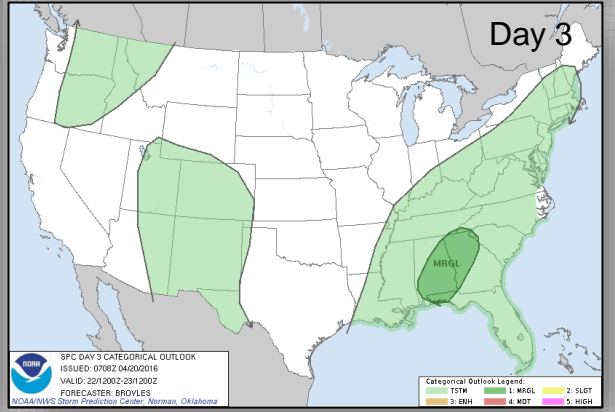 Day 3
MRGL
NOAA
SPC DAY 3 CATEGORICAL OUTLOOK
ISSUED: 0708Z 04/20/2016
VALID: 22/1200Z-23/1200Z
FORECASTER: BROYLES
NOAA/NWS Storm Prediction Center, Norman, Oklahoma
Categorical Outlook Legend:
TSTM 1: MRGL 2: SLGT
3: ENH 4: MDT 5: HIGH